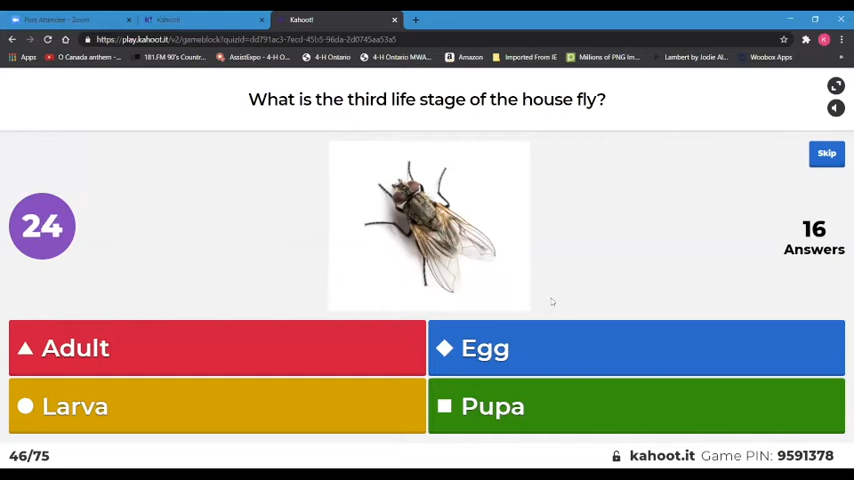 Post Attendee - Zoom
Kahoot!
Kahoot!
https://play.kahoot.it/v2/gameblock?quizId=dd791ac3-7ecd-45b5-96da-2d0745aa53a5
K
Apps
O Canada anthem -...
181.FM 90's Countr...
AssistExpo - 4-H O...
4-H Ontario
4-H Ontario MWA...
Amazon
Imported From IE
Millions of PNG Im...
Lambert by Jodie Al...
Woobox Apps
What is the third life stage of the house fly?
Skip
24
16
Answers
Adult
Egg
Larva
Pupa
46/75
kahoot.it Game PIN: 9591378